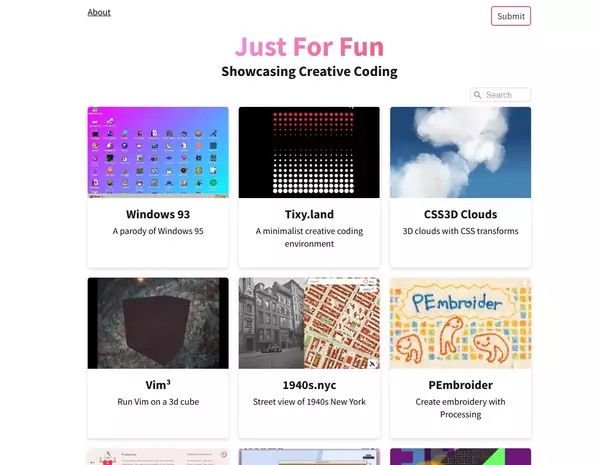 About
Submit
Just For Fun
Showcasing Creative Coding
Search
Windows 93
A parody of Windows 95
Tixy.land
A minimalist creative coding
environment
CSS3D Clouds
3D clouds with CSS transforms
PEmbroider
Vim³
Run Vim on a 3d cube
1940s.nyc
Street view of 1940s New York
PEmbroider
Create embroidery with
Processing